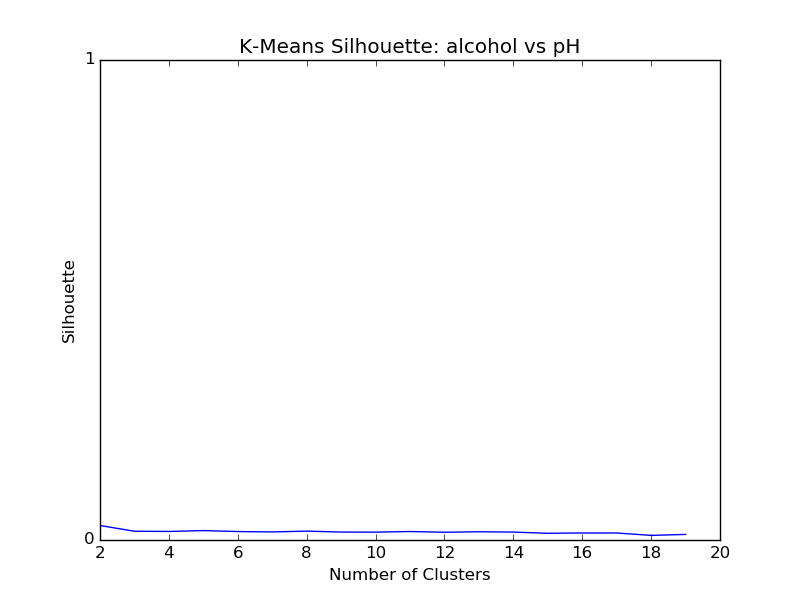 K-Means Silhouette: alcohol vs pH
1
Silhouette
0
2 4 6 8 10 12 14 16 18 20
Number of Clusters